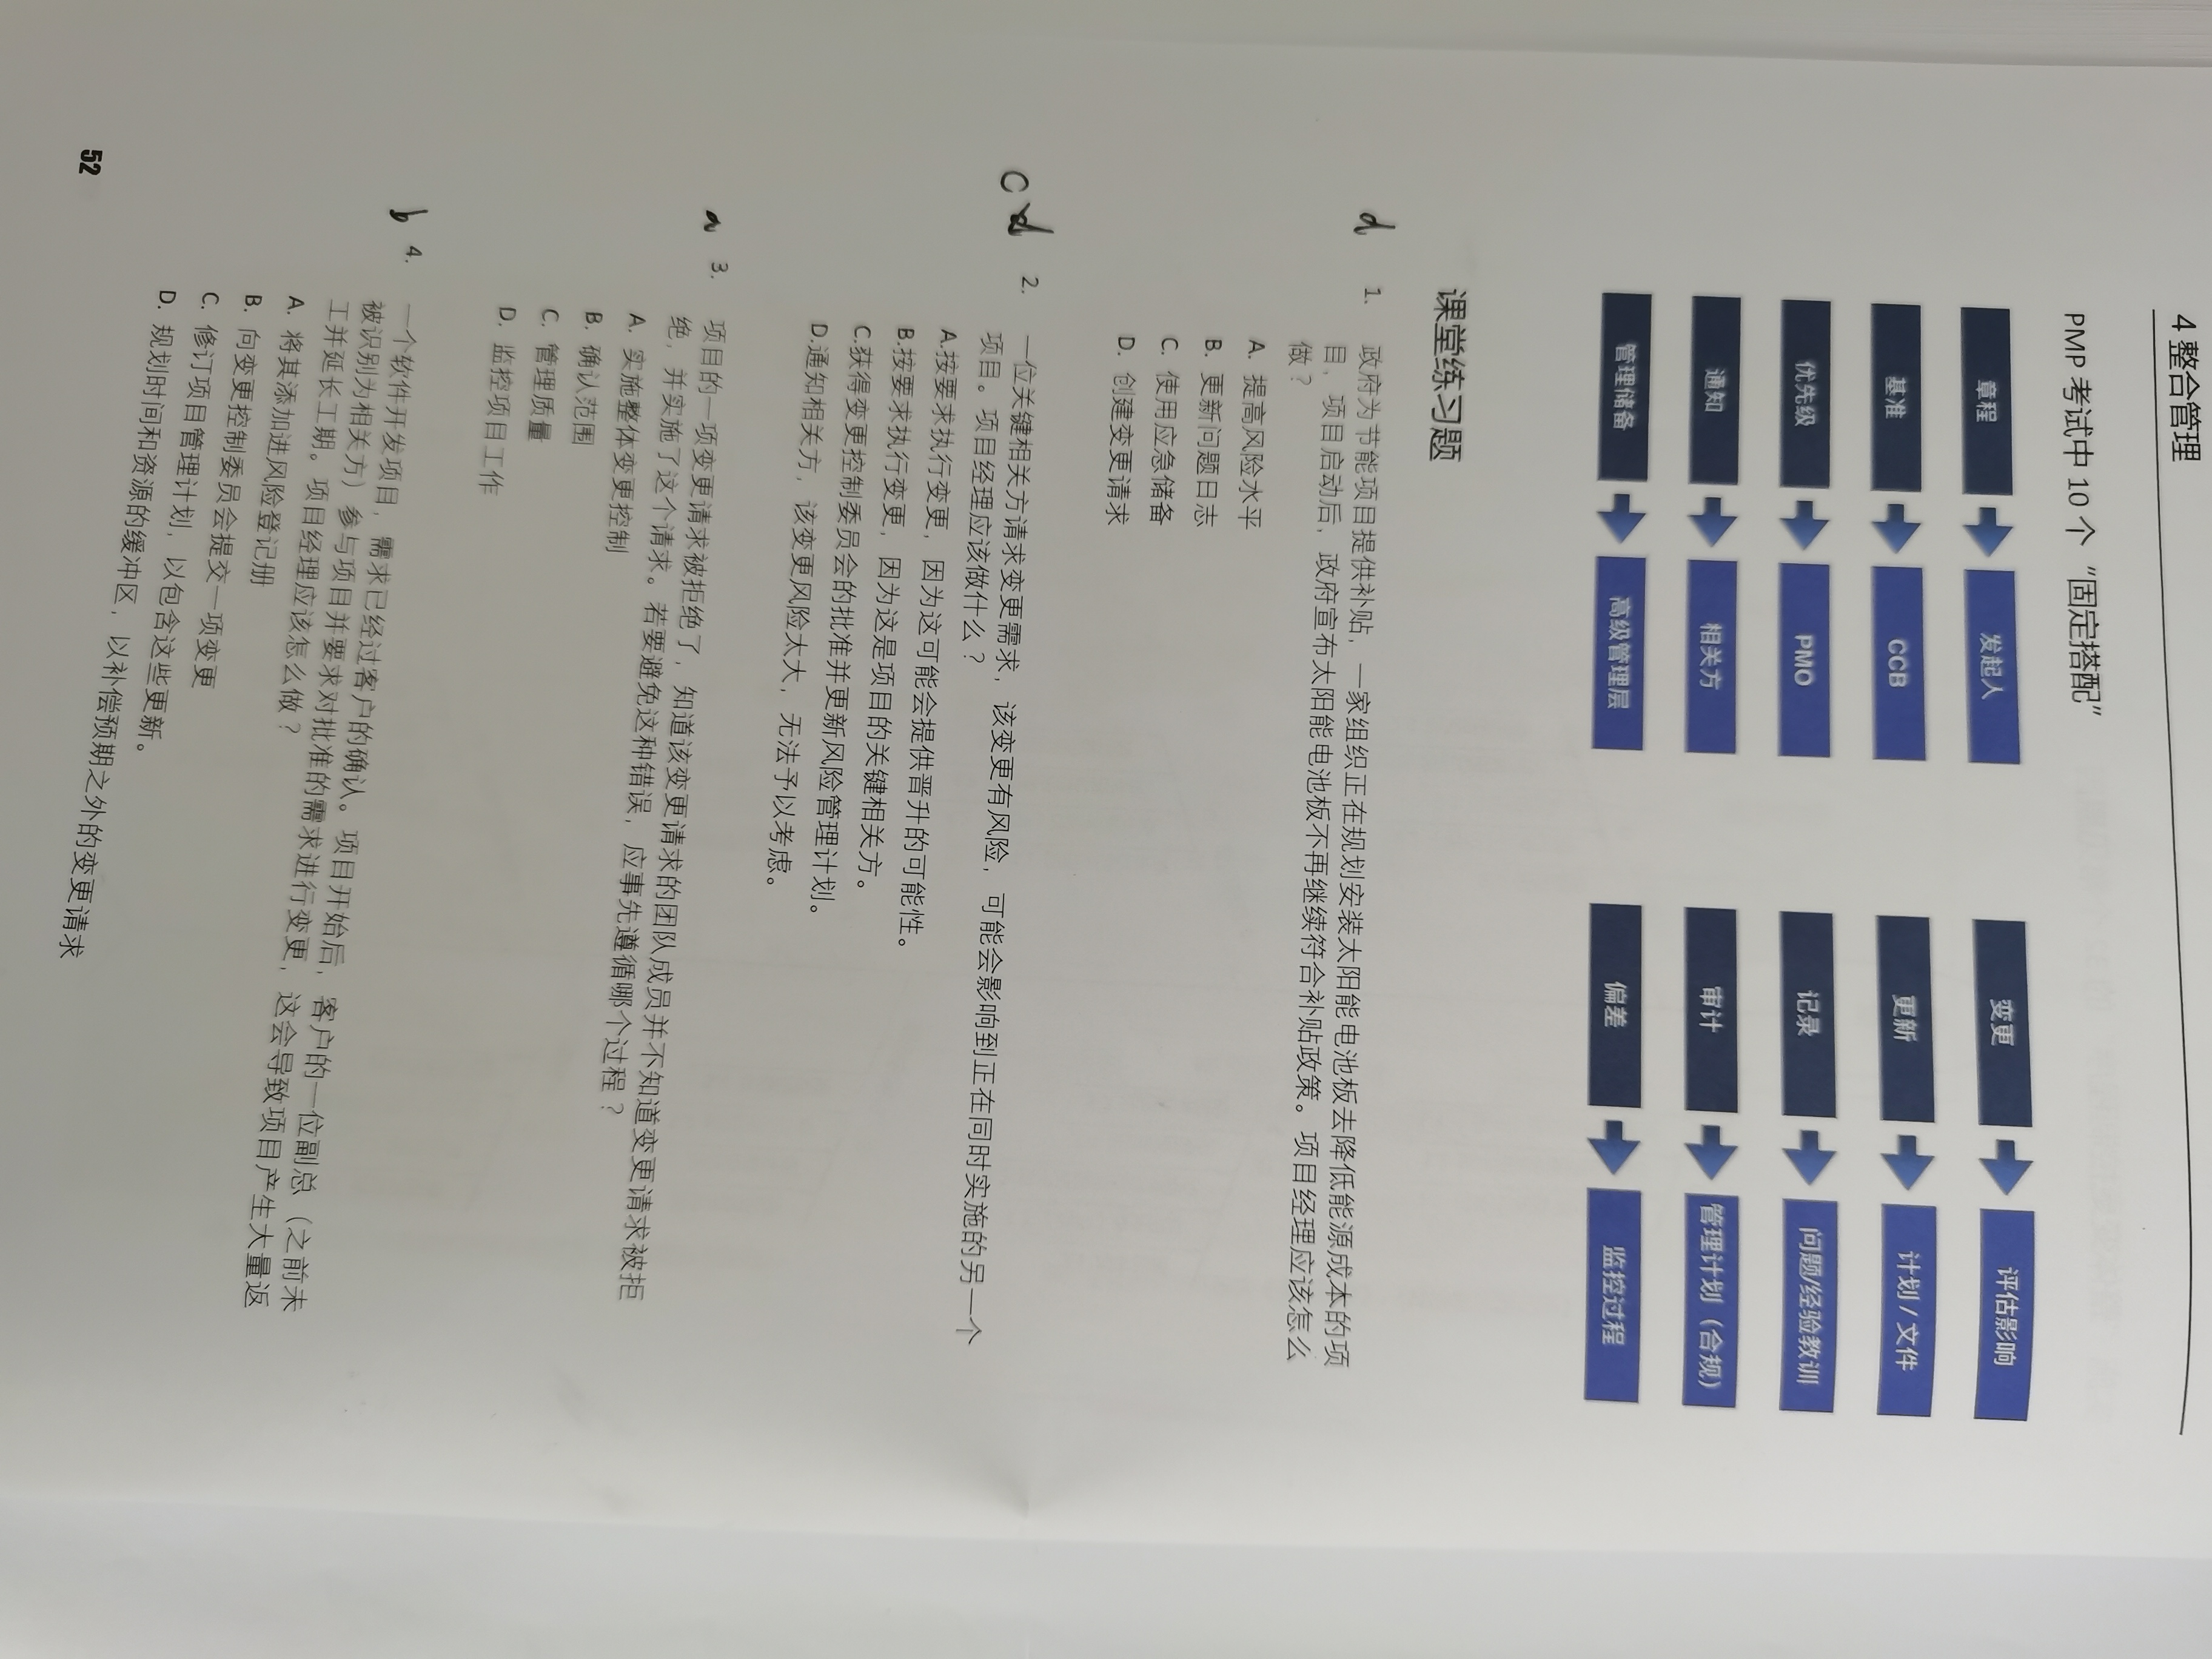 4 整合管理
PMP 考试中 10 个“固定搭配”
章程 发起人 变更 评估影响
基准 CCB 更新 计划 / 文件
优先级 PMO 记录 问题/经验教训
通知 相关方 审计 管理计划（合规）
管理储备 高级管理层 偏差 监控过程
课堂练习题
d 1. 政府为节能项目提供补贴，一家组织正在规划安装太阳能电池板去降低能源成本的项
目，项目启动后，政府宣布太阳能电池板不再继续符合补贴政策。项目经理应该怎么
做？
A. 提高风险水平
B. 更新问题日志
C. 使用应急储备
D. 创建变更请求
c d 2. 一位关键相关方请求变更需求，该变更有风险，可能会影响到正在同时实施的另一个
项目。项目经理应该做什么？
A.按要求执行变更，因为这可能会提供晋升的可能性。
B.按要求执行变更，因为这是项目的关键相关方。
C.获得变更控制委员会的批准并更新风险管理计划。
D.通知相关方，该变更风险太大，无法予以考虑。
a 3. 项目的一项变更请求被拒绝了，知道该变更请求的团队成员并不知道变更请求被拒
绝，并实施了这个请求。若要避免这种错误，应事先遵循哪个过程？
A. 实施整体变更控制
B. 确认范围
C. 管理质量
D. 监控项目工作
b 4. 一个软件开发项目，需求已经过客户的确认。项目开始后，客户的一位副总（之前未
被识别为相关方）参与项目并要求对批准的需求进行变更，这会导致项目产生大量返
工并延长工期。项目经理应该怎么做？
A. 将其添加进风险登记册
B. 向变更控制委员会提交一项变更
C. 修订项目管理计划，以包含这些更新。
D. 规划时间和资源的缓冲区，以补偿预期之外的变更请求
52